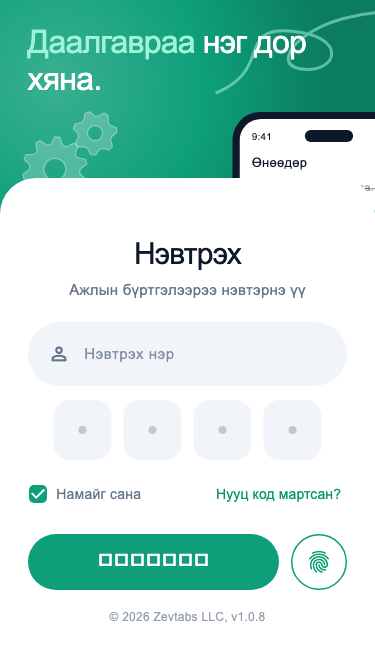 Даалгавраа нэг дор
хяна.
9:41
Өнөөдөр
Нэвтрэх
Ажлын бүртгэлээрээ нэвтэрнэ үү
Нэвтрэх нэр
Намайг сана
Нууц код мартсан?
© 2026 Zevtabs LLC, v1.0.8